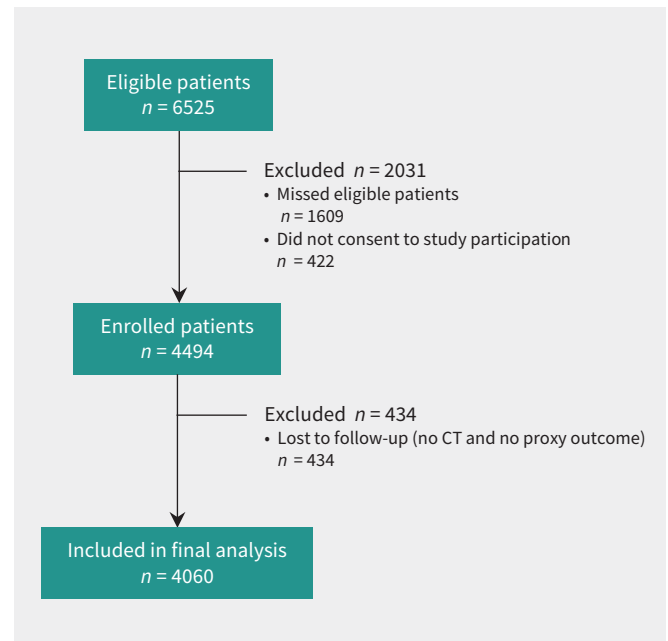 Eligible patients
n = 6525
Excluded n = 2031
• Missed eligible patients
n = 1609
• Did not consent to study participation
n = 422
Enrolled patients
n = 4494
Excluded n = 434
• Lost to follow-up (no CT and no proxy outcome)
n = 434
Included in final analysis
n = 4060